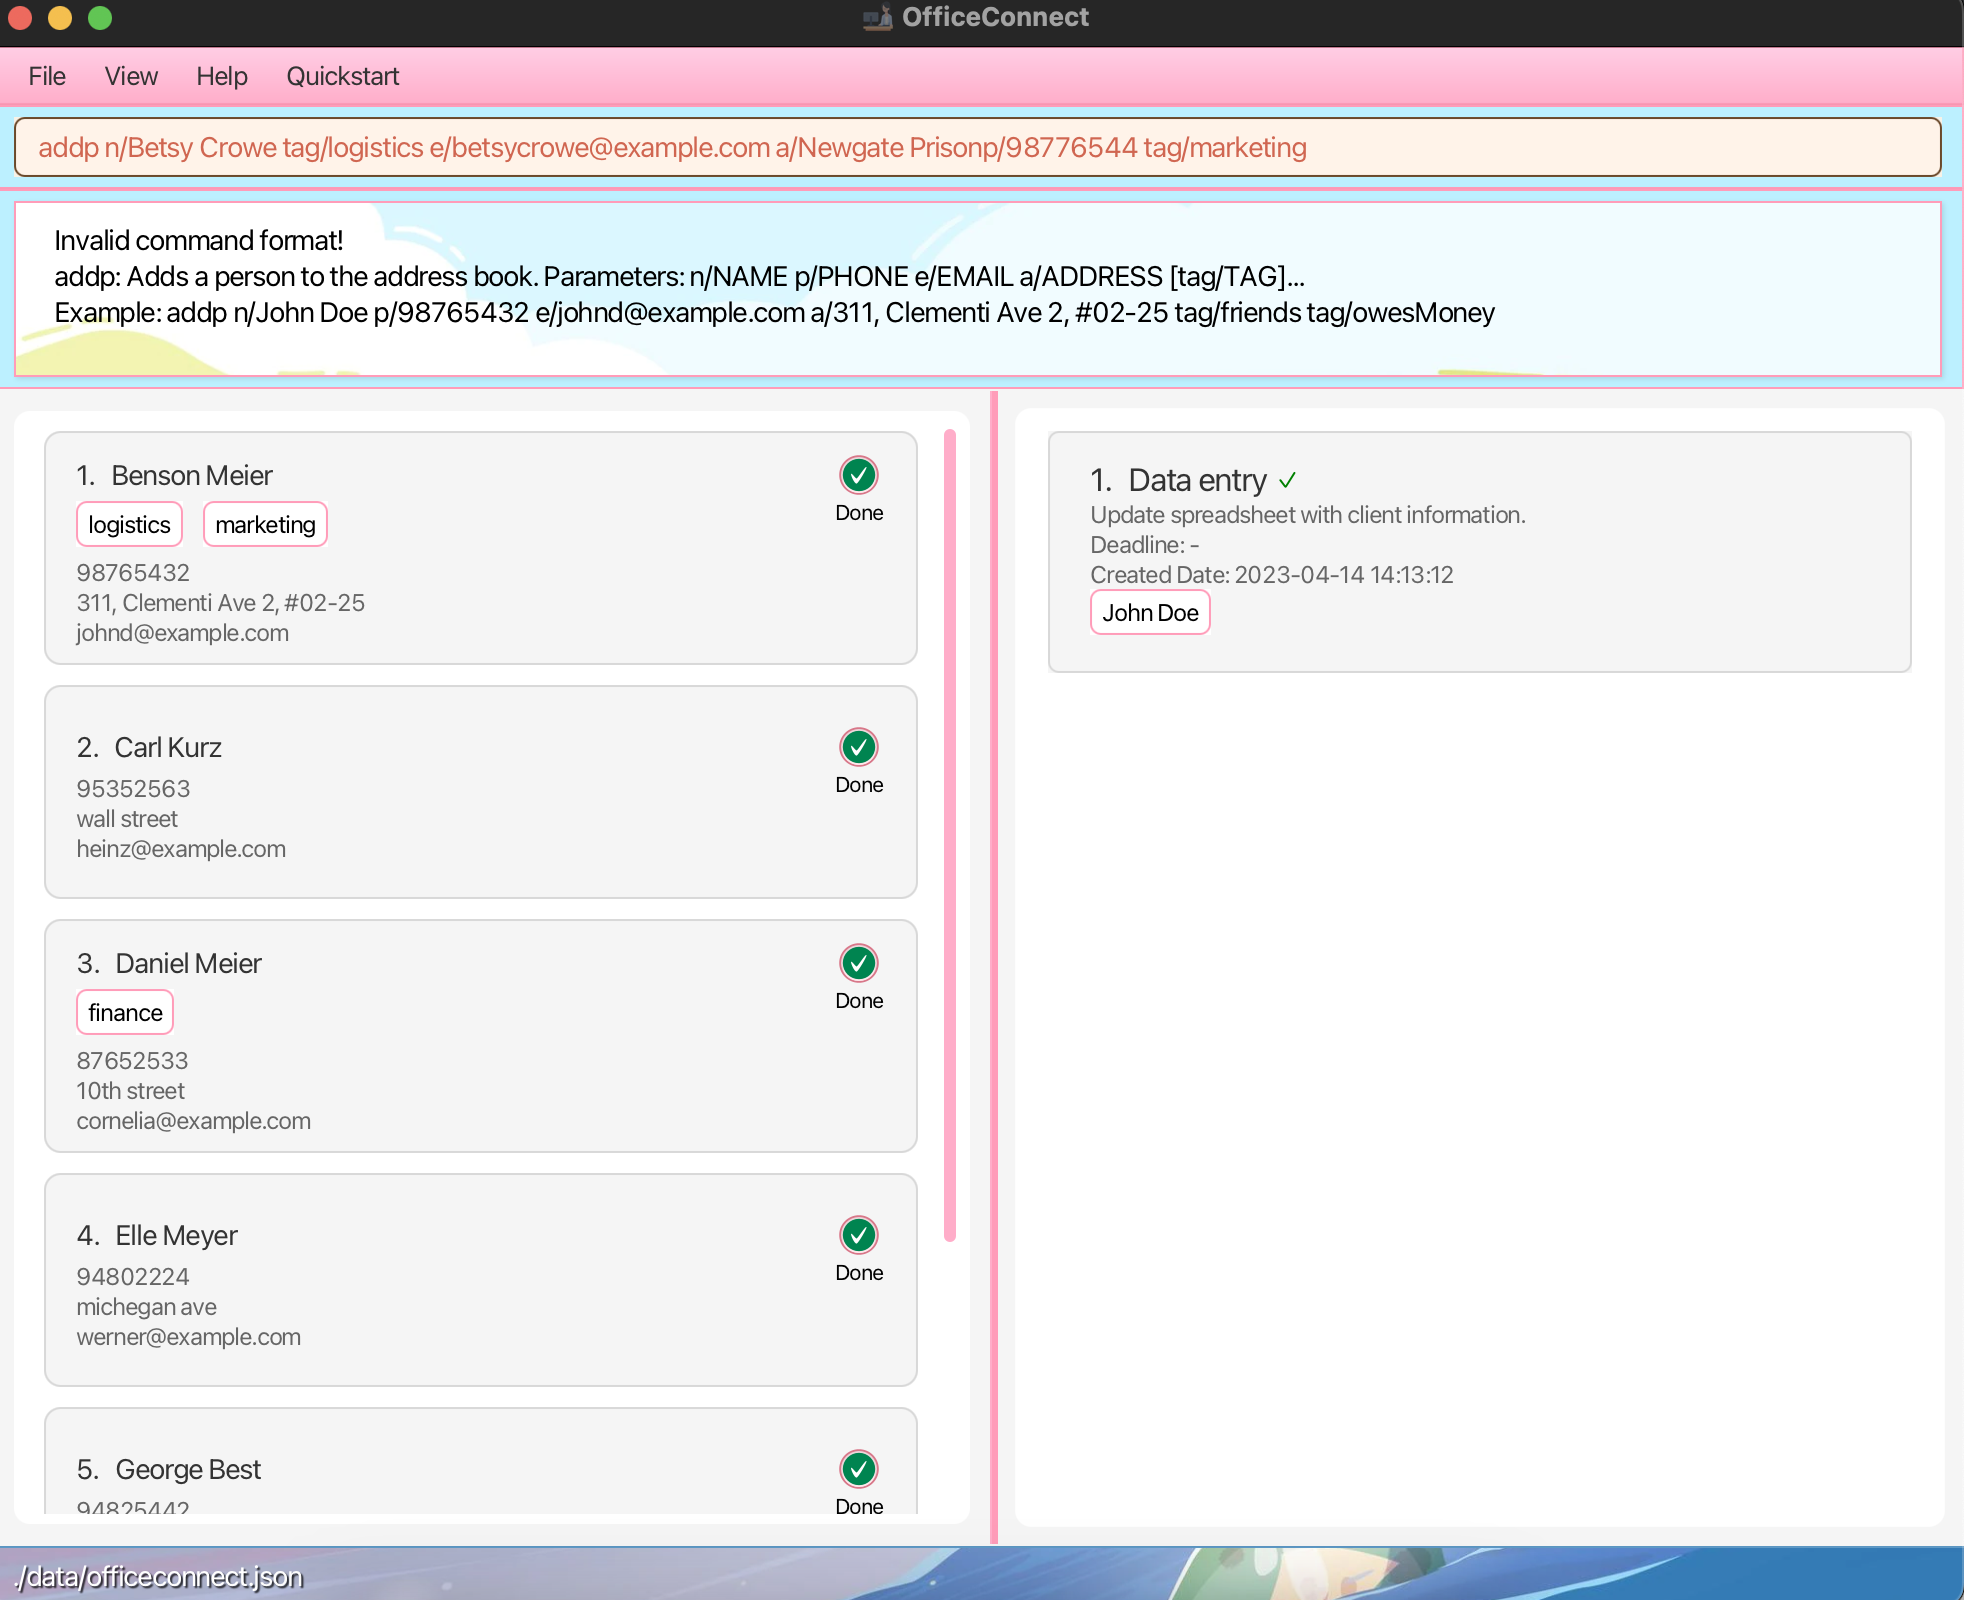 OfficeConnect
File View Help Quickstart
addp n/Betsy Crowe tag/logistics e/betsycrowe@example.com a/Newgate Prisonp/98776544 tag/marketing
Invalid command format!
addp: Adds a person to the address book. Parameters: n/NAME p/PHONE e/EMAIL a/ADDRESS [tag/TAG]...
Example: addp n/John Doe p/98765432 e/johnd@example.com a/311, Clementi Ave 2, #02-25 tag/friends tag/owesMoney
1. Benson Meier
Done
logistics marketing
98765432
311, Clementi Ave 2, #02-25
johnd@example.com
2. Carl Kurz
Done
95352563
wall street
heinz@example.com
3. Daniel Meier
Done
finance
87652533
10th street
cornelia@example.com
4. Elle Meyer
Done
94802224
michegan ave
werner@example.com
5. George Best
Done
94825442
1. Data entry ✓
Update spreadsheet with client information.
Deadline: -
Created Date: 2023-04-14 14:13:12
John Doe
./data/officeconnect.json